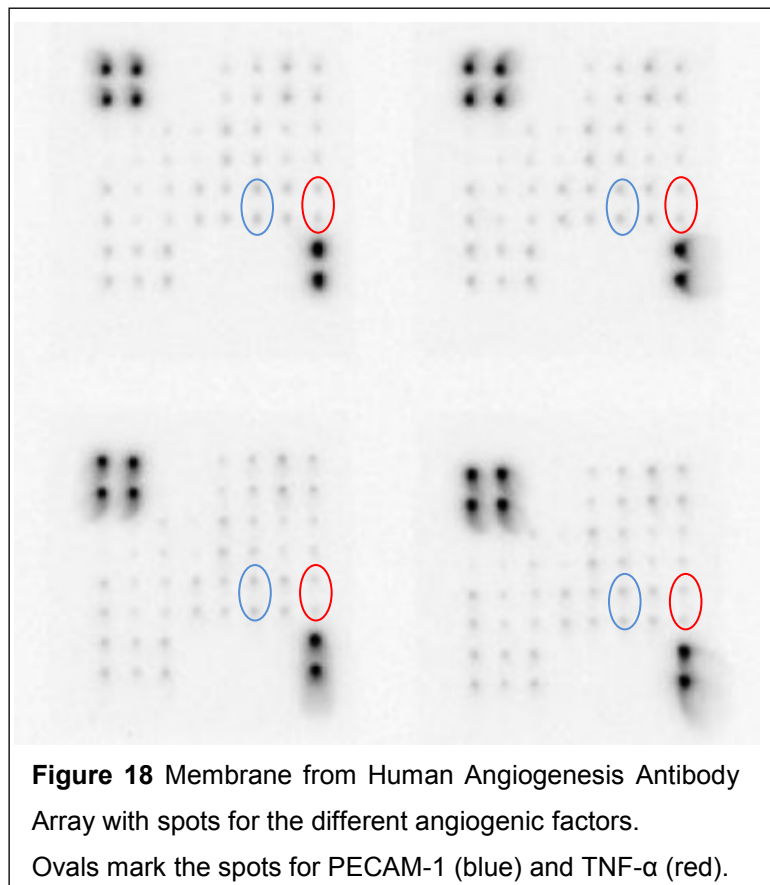 Figure 18 Membrane from Human Angiogenesis Antibody
Array with spots for the different angiogenic factors.
Ovals mark the spots for PECAM-1 (blue) and TNF-α (red).